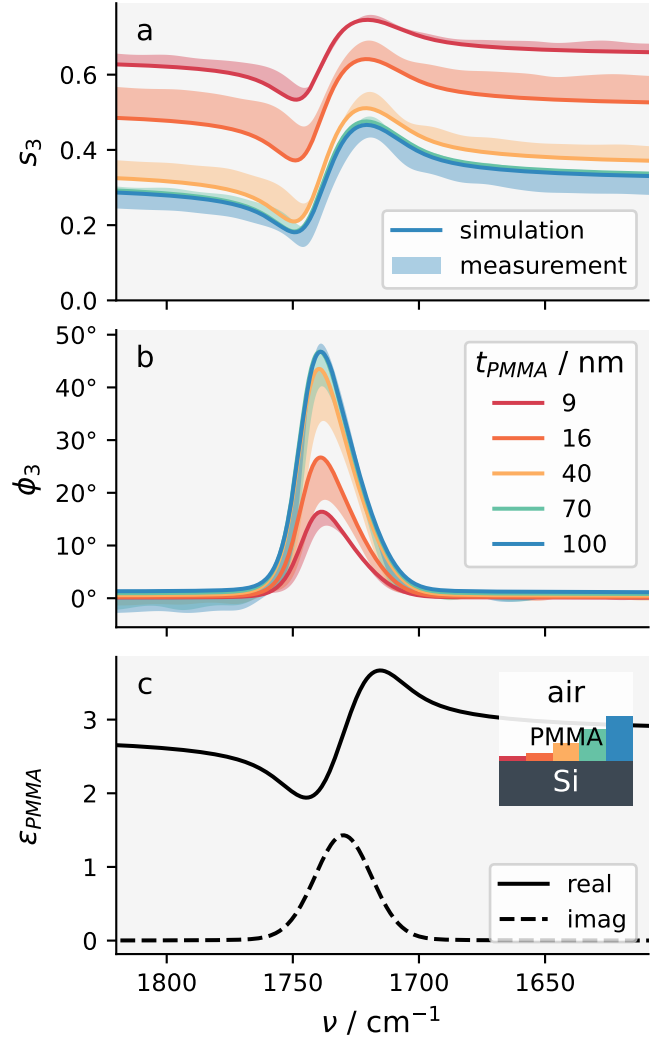 a
s₃
0.6
0.4
0.2
0.0
simulation
measurement
b
ϕ₃
50°
40°
30°
20°
10°
0°
t_PMMA / nm
9
16
40
70
100
c
ε_PMMA
3
2
1
0
air
PMMA
Si
real
imag
1800 1750 1700 1650
ν / cm⁻¹